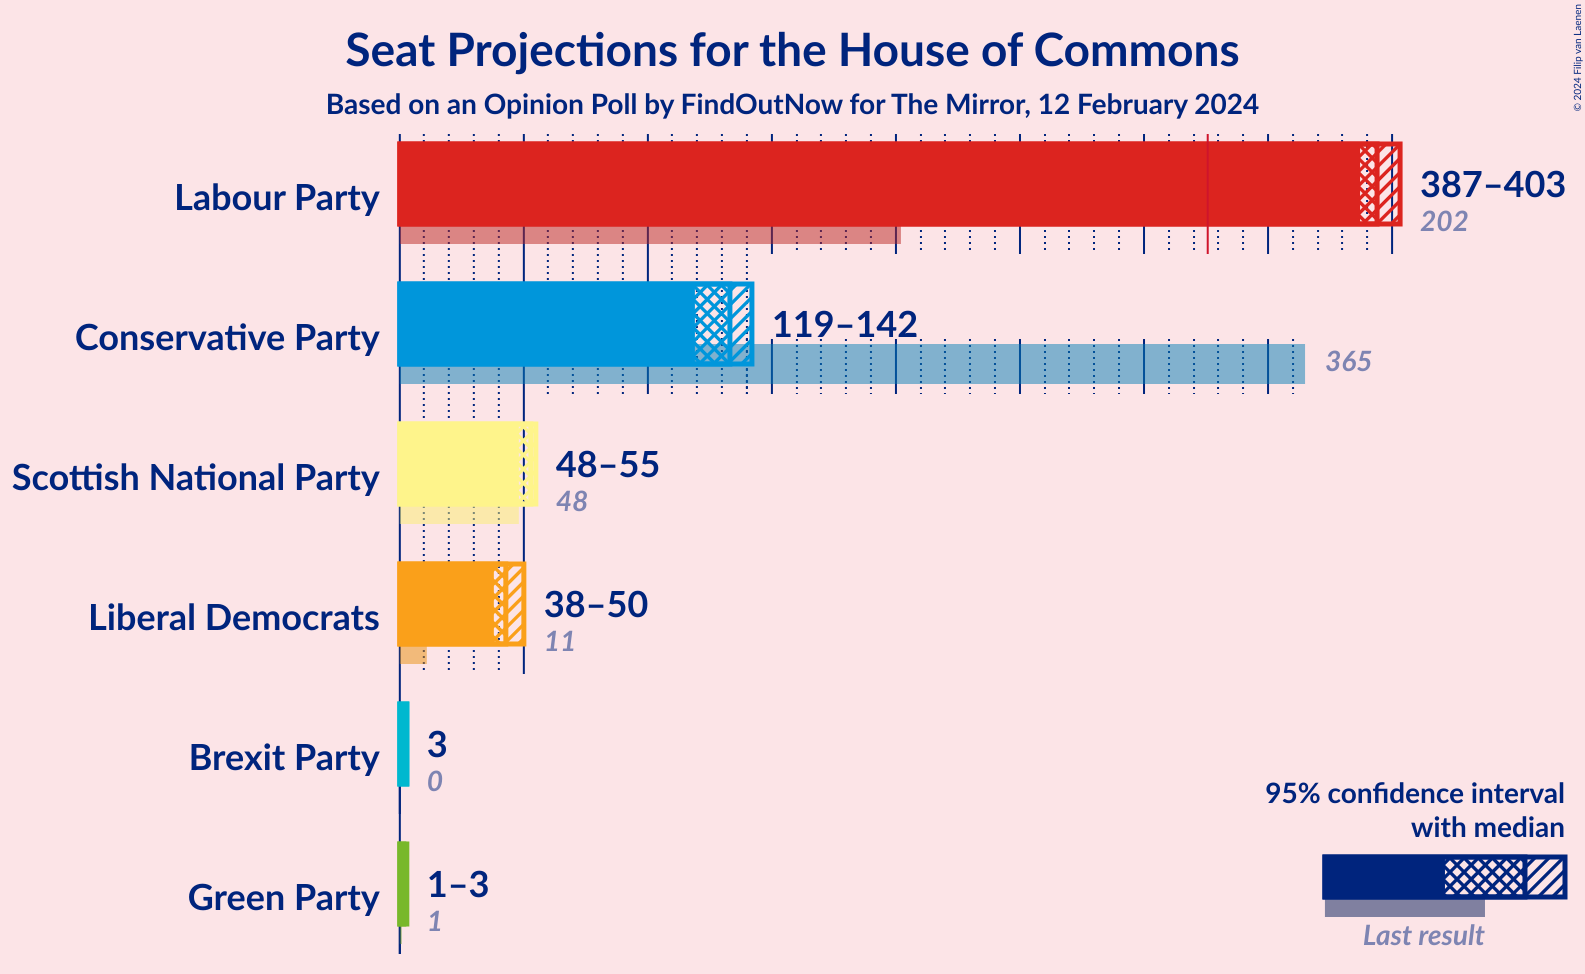 Seat Projections for the House of Commons
Based on an Opinion Poll by FindOutNow for The Mirror, 12 February 2024
© 2024 Filip van Laenen
Labour Party
387–403
202
Conservative Party
119–142
365
Scottish National Party
48–55
48
Liberal Democrats
38–50
11
Brexit Party
3
0
Green Party
1–3
1
95% confidence interval
with median
Last result